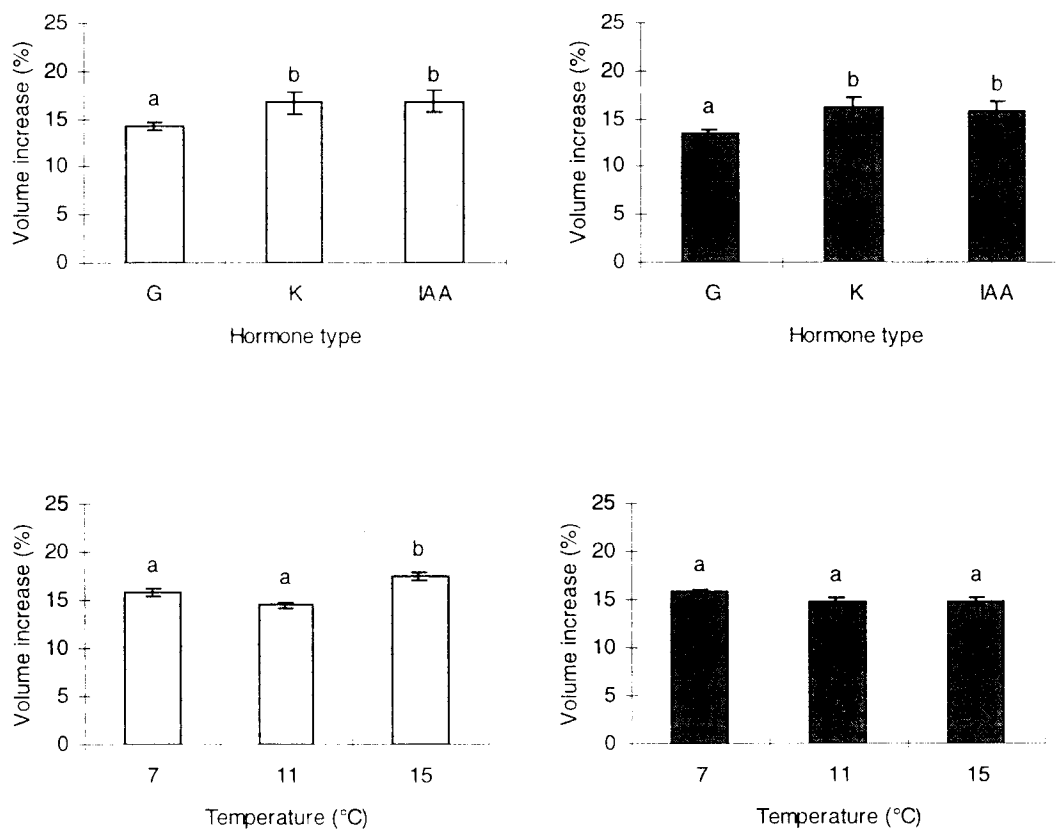 Volume increase (%)
25
20
15
10
5
0
a
b
b
G
K
IAA
Hormone type
Volume increase (%)
25
20
15
10
5
0
a
b
b
G
K
IAA
Hormone type
Volume increase (%)
25
20
15
10
5
0
a
a
b
7
11
15
Temperature (°C)
Volume increase (%)
25
20
15
10
5
0
a
a
a
7
11
15
Temperature (°C)